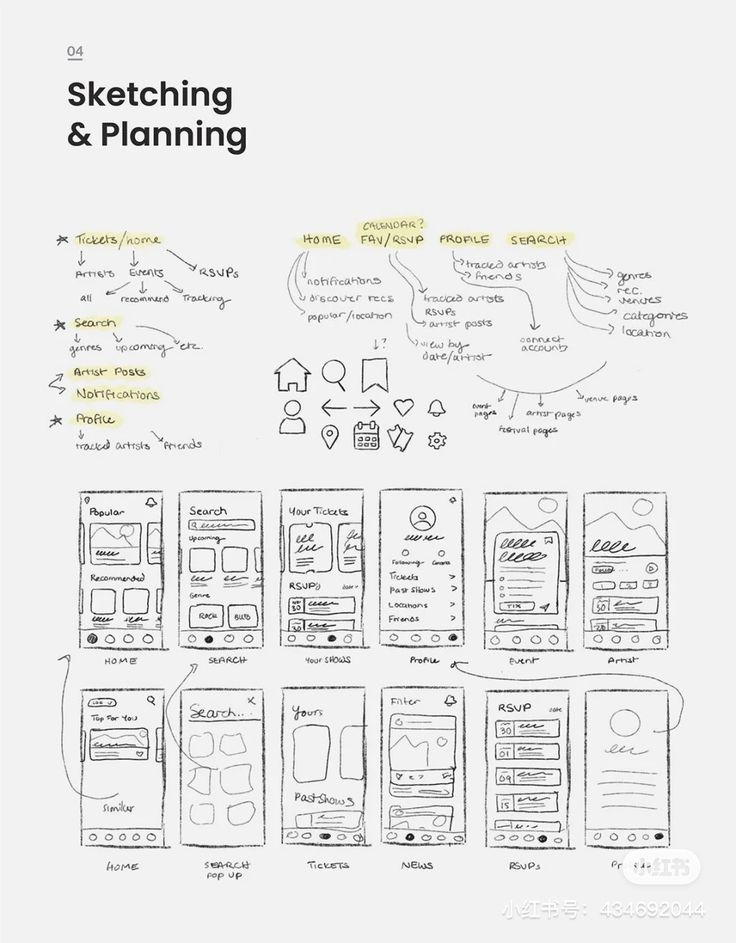 04
Sketching
& Planning
Tickets/home
Artists Events RSVPs
all recommend Tracking
Search
genres upcoming etc.
Artist Posts
Notifications
Profile
tracked artists friends
HOME
CALENDAR?
FAV/RSVP
PROFILE
SEARCH
notifications
discover recs
popular/location
tracked artists
RSVPs
artist posts
view by
date/artist
tracked artists
friends
connect
accounts
genres
rec.
venues
categories
location
?
event
pages
festival pages
artist pages
venue pages
Popular
Recommended
HOME
Search
Upcoming
Genre
ROCK
SEARCH
Your Tickets
RSVP's
30
30
YOUR SHOWS
Following
Tickets >
Past Shows >
Locations >
Friends >
Profile
TIX
Event
30
Artist
Top For You
Similar
HOME
Search...
SEARCH
POP UP
Yours
Past Shows
TICKETS
Filter
NEWS
RSVP
30
01
09
15
RSVPs
小红书
小红书号：434692044